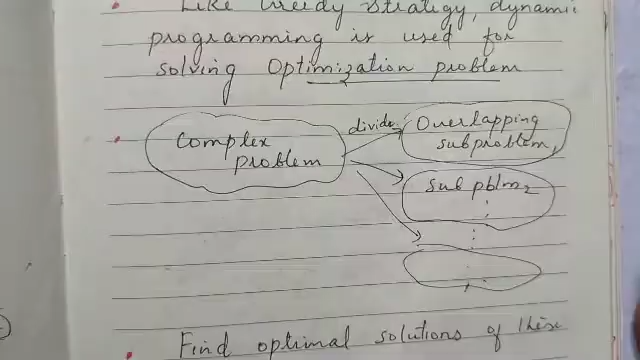 Like Greedy strategy, dynamic
programming is used for
solving Optimization problem
divide
Complex
problem
Overlapping
subproblem1
Sub pblm2
Find optimal solutions of these